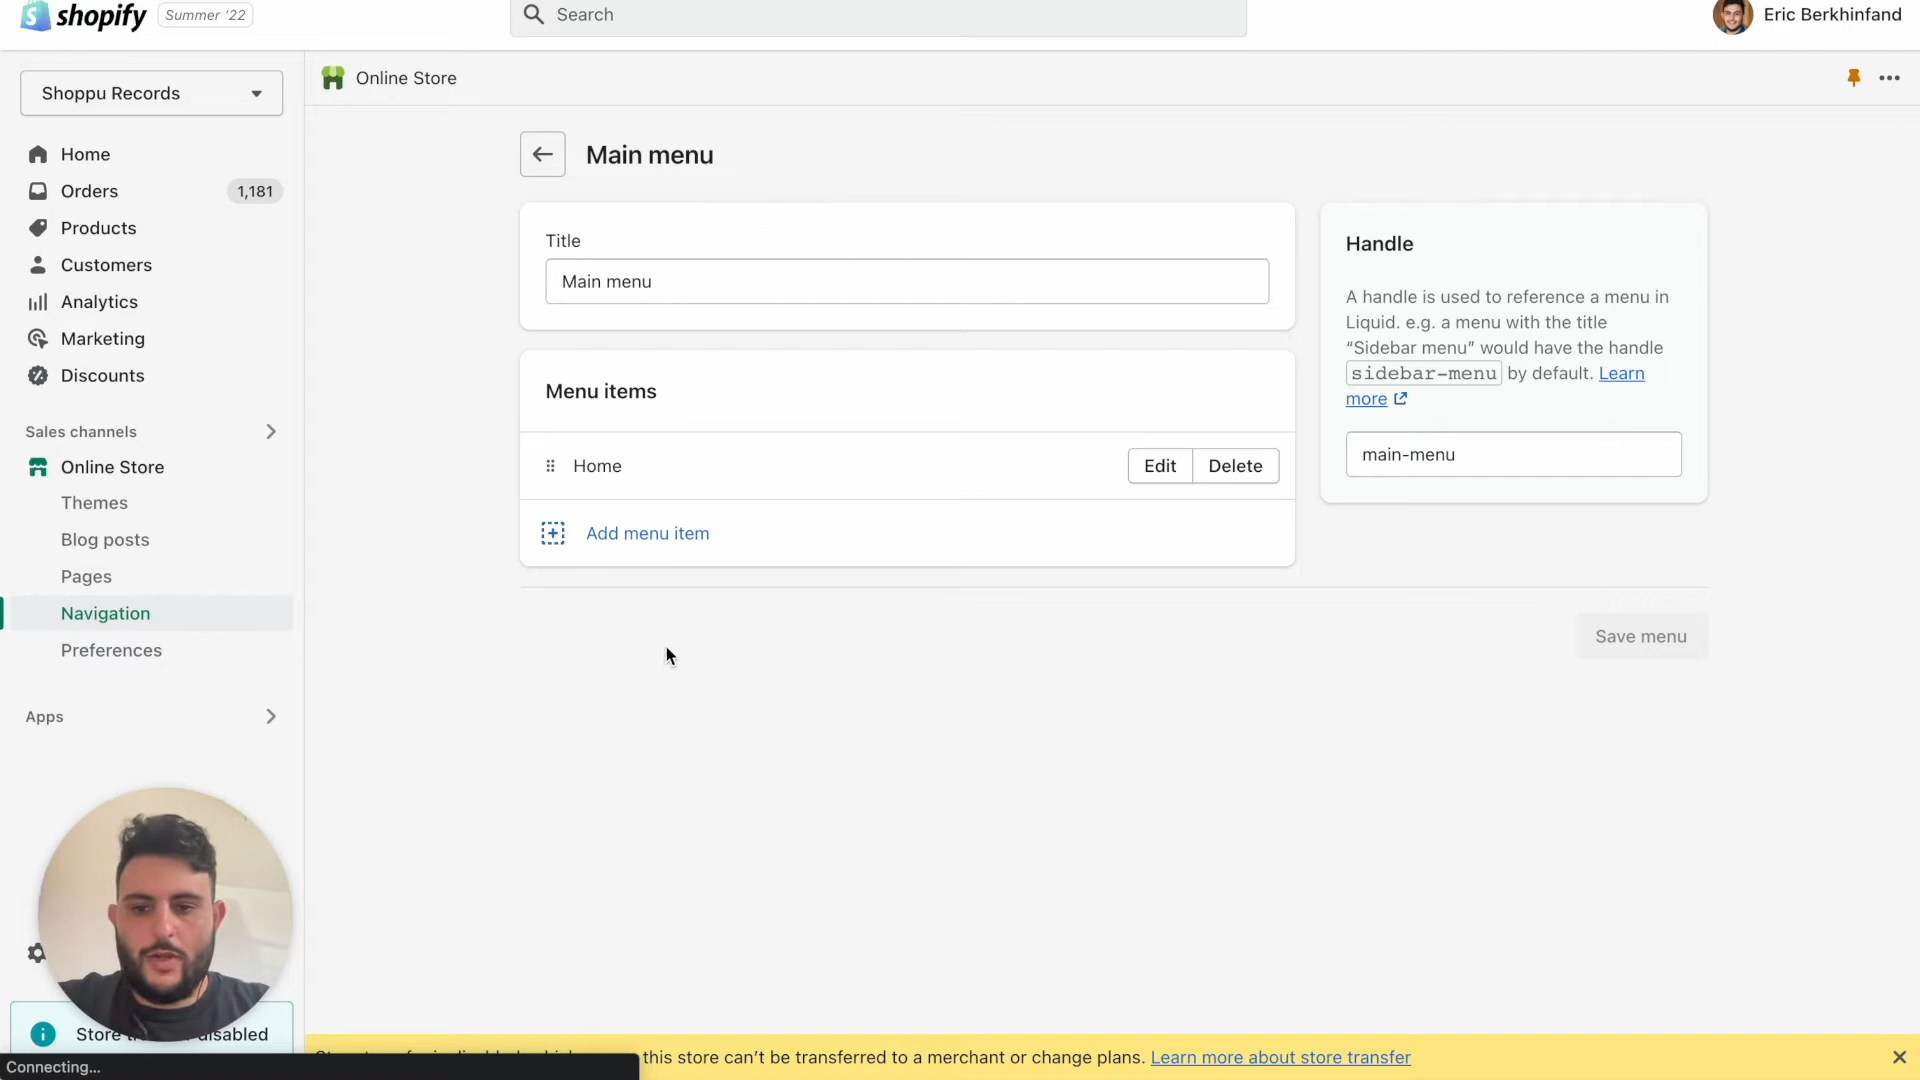 shopify Summer '22
Search
Eric Berkhinfand
Shoppu Records
Online Store
Home
Orders 1,181
Products
Customers
Analytics
Marketing
Discounts
Sales channels
Online Store
Themes
Blog posts
Pages
Navigation
Preferences
Apps
Store
Connecting...
Main menu
Title
Main menu
Menu items
Home Edit Delete
Add menu item
Handle
A handle is used to reference a menu in
Liquid. e.g. a menu with the title
“Sidebar menu” would have the handle
sidebar-menu by default. Learn
more
main-menu
Save menu
this store can't be transferred to a merchant or change plans. Learn more about store transfer